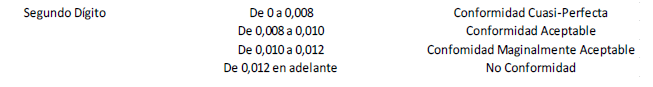 Segundo Dígito De 0 a 0,008 Conformidad Cuasi-Perfecta
De 0,008 a 0,010 Conformidad Aceptable
De 0,010 a 0,012 Confomidad Maginalmente Aceptable
De 0,012 en adelante No Conformidad